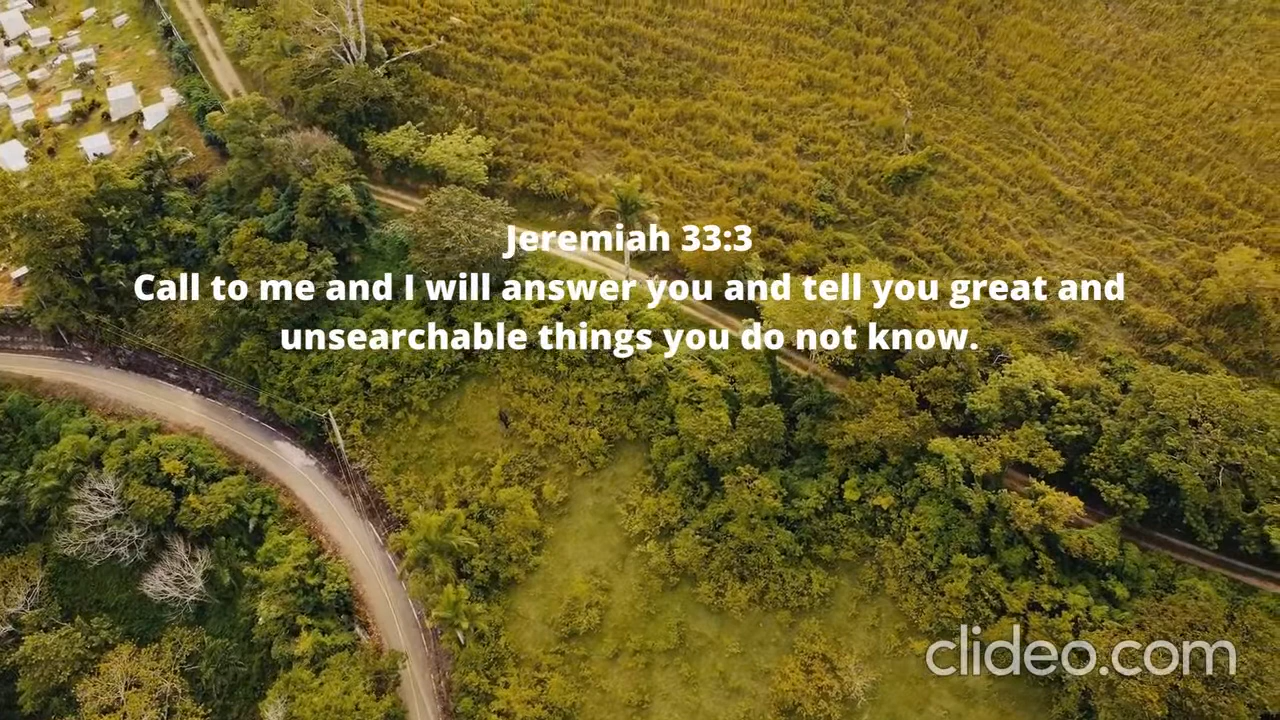 Jeremiah 33:3
Call to me and I will answer you and tell you great and
unsearchable things you do not know.
clideo.com